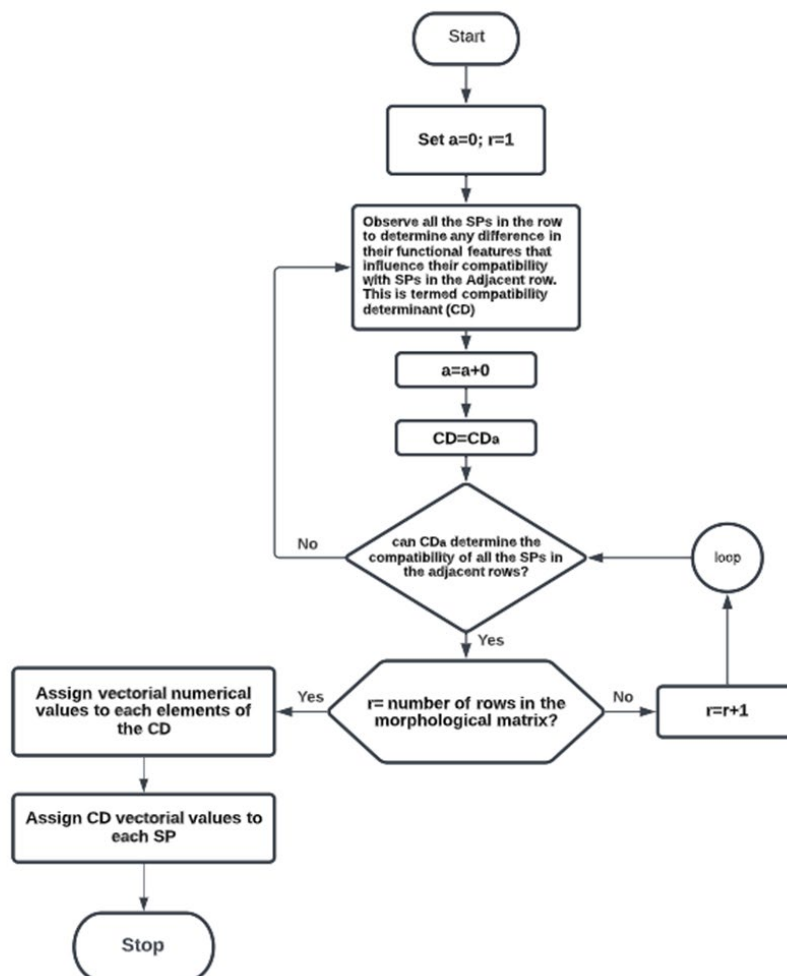 Start
Set a=0; r=1
Observe all the SPs in the row
to determine any difference in
their functional features that
influence their compatibility
with SPs in the Adjacent row.
This is termed compatibility
determinant (CD)
a=a+0
CD=CDa
No
can CDa determine the
compatibility of all the SPs in
the adjacent rows?
loop
Yes
Assign vectorial numerical
values to each elements of
the CD
Yes
r= number of rows in the
morphological matrix?
No
r=r+1
Assign CD vectorial values to
each SP
Stop